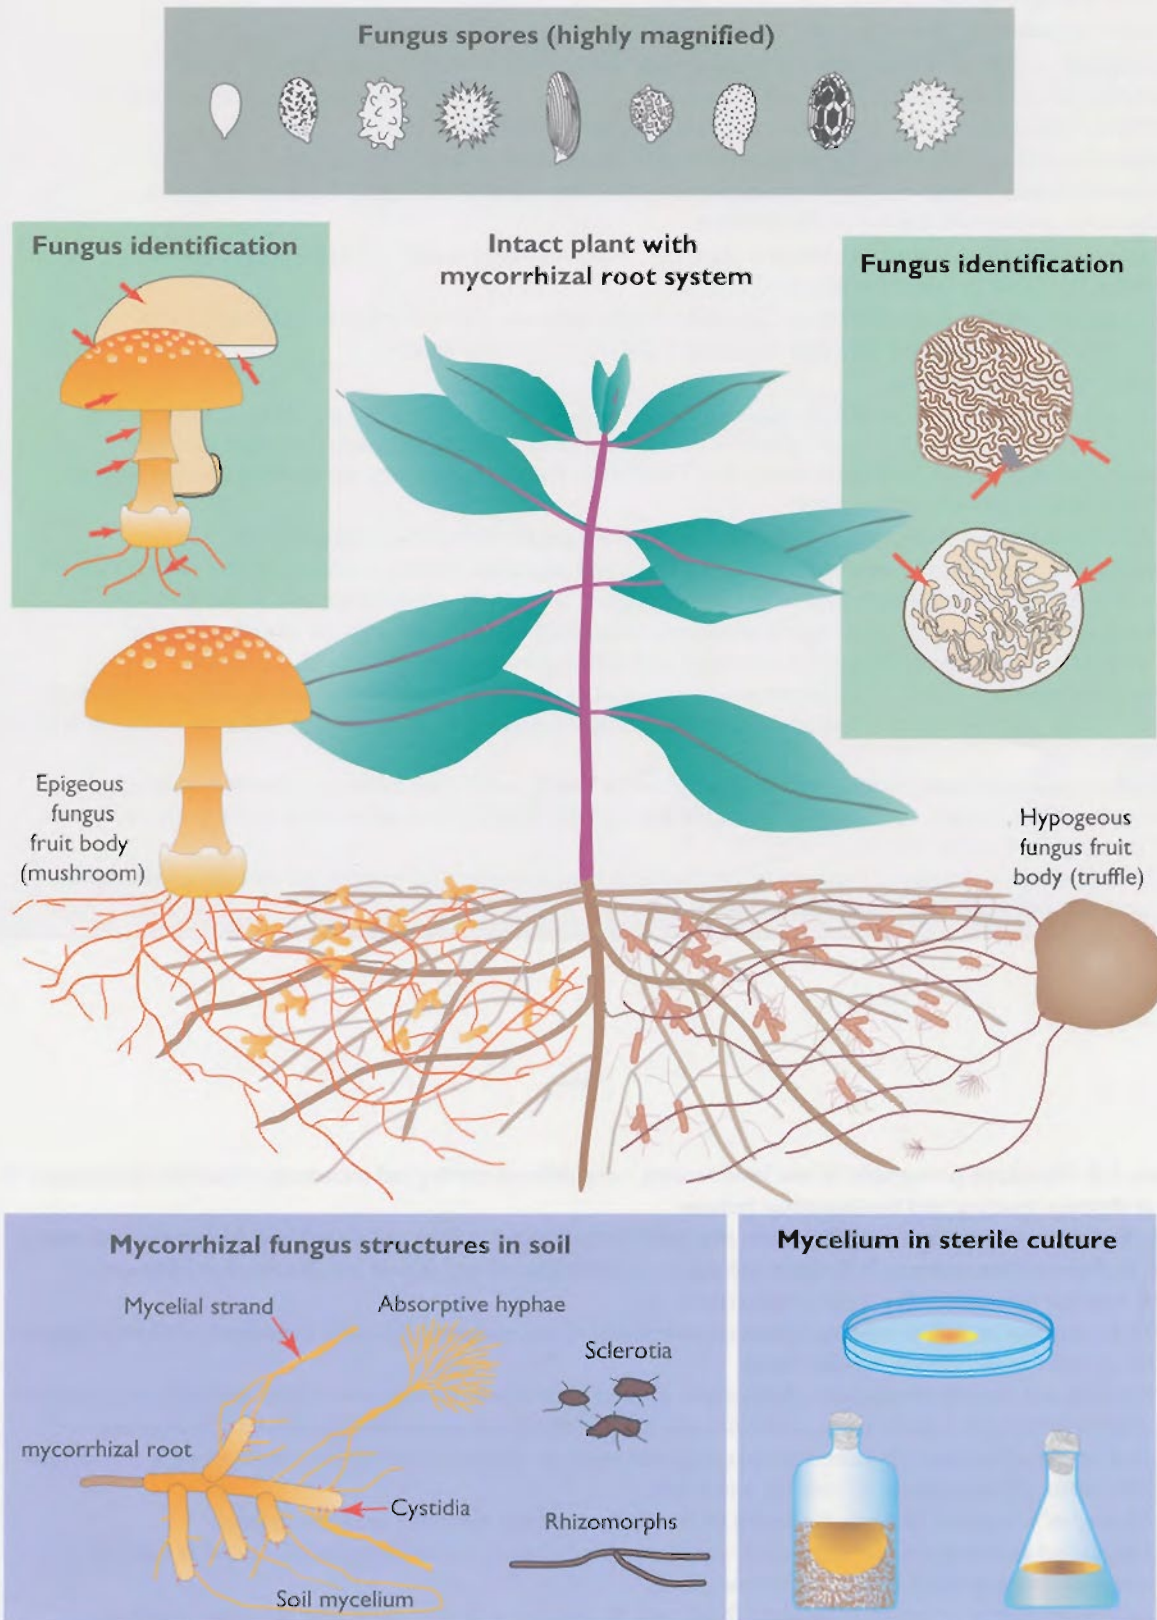 Fungus spores (highly magnified)
Fungus identification
Intact plant with
mycorrhizal root system
Fungus identification
Epigeous
fungus
fruit body
(mushroom)
Hypogeous
fungus fruit
body (truffle)
Mycorrhizal fungus structures in soil
Mycelial strand
Absorptive hyphae
Sclerotia
mycorrhizal root
Cystidia
Rhizomorphs
Soil mycelium
Mycelium in sterile culture